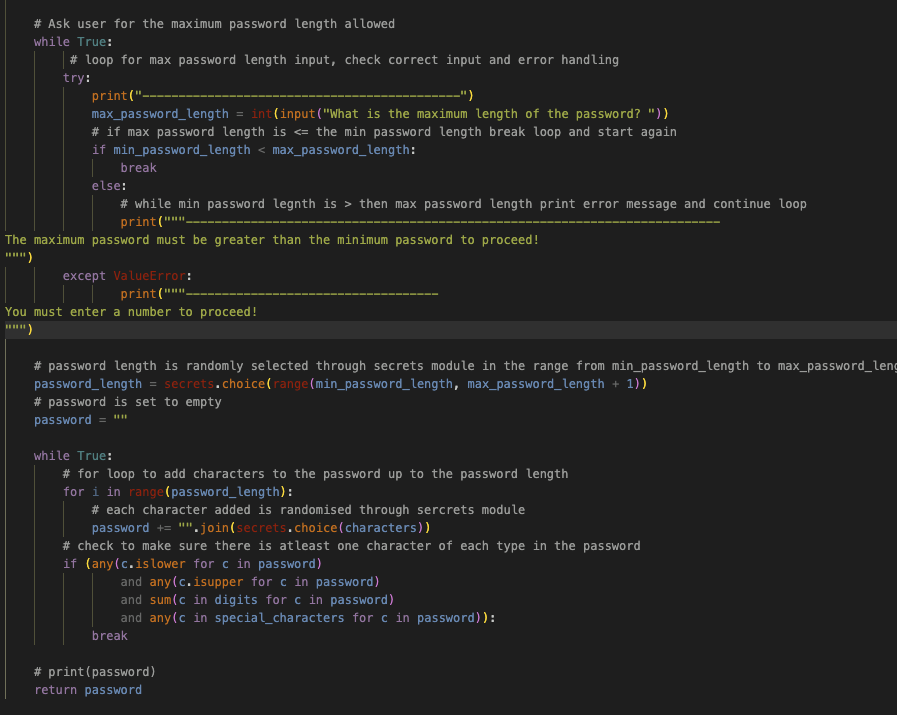 # Ask user for the maximum password length allowed
while True:
# loop for max password length input, check correct input and error handling
try:
print("--------------------------------------------")
max_password_length = int(input("What is the maximum length of the password? "))
# if max password length is <= the min password length break loop and start again
if min_password_length < max_password_length:
break
else:
# while min password legnth is > then max password length print error message and continue loop
print("""--------------------------------------------------------------------------
The maximum password must be greater than the minimum password to proceed!
""")
except ValueError:
print("""-----------------------------------
You must enter a number to proceed!
""")
# password length is randomly selected through secrets module in the range from min_password_length to max_password_leng
password_length = secrets.choice(range(min_password_length, max_password_length + 1))
# password is set to empty
password = ""
while True:
# for loop to add characters to the password up to the password length
for i in range(password_length):
# each character added is randomised through sercrets module
password += "".join(secrets.choice(characters))
# check to make sure there is atleast one character of each type in the password
if (any(c.islower for c in password)
and any(c.isupper for c in password)
and sum(c in digits for c in password)
and any(c in special_characters for c in password)):
break
# print(password)
return password